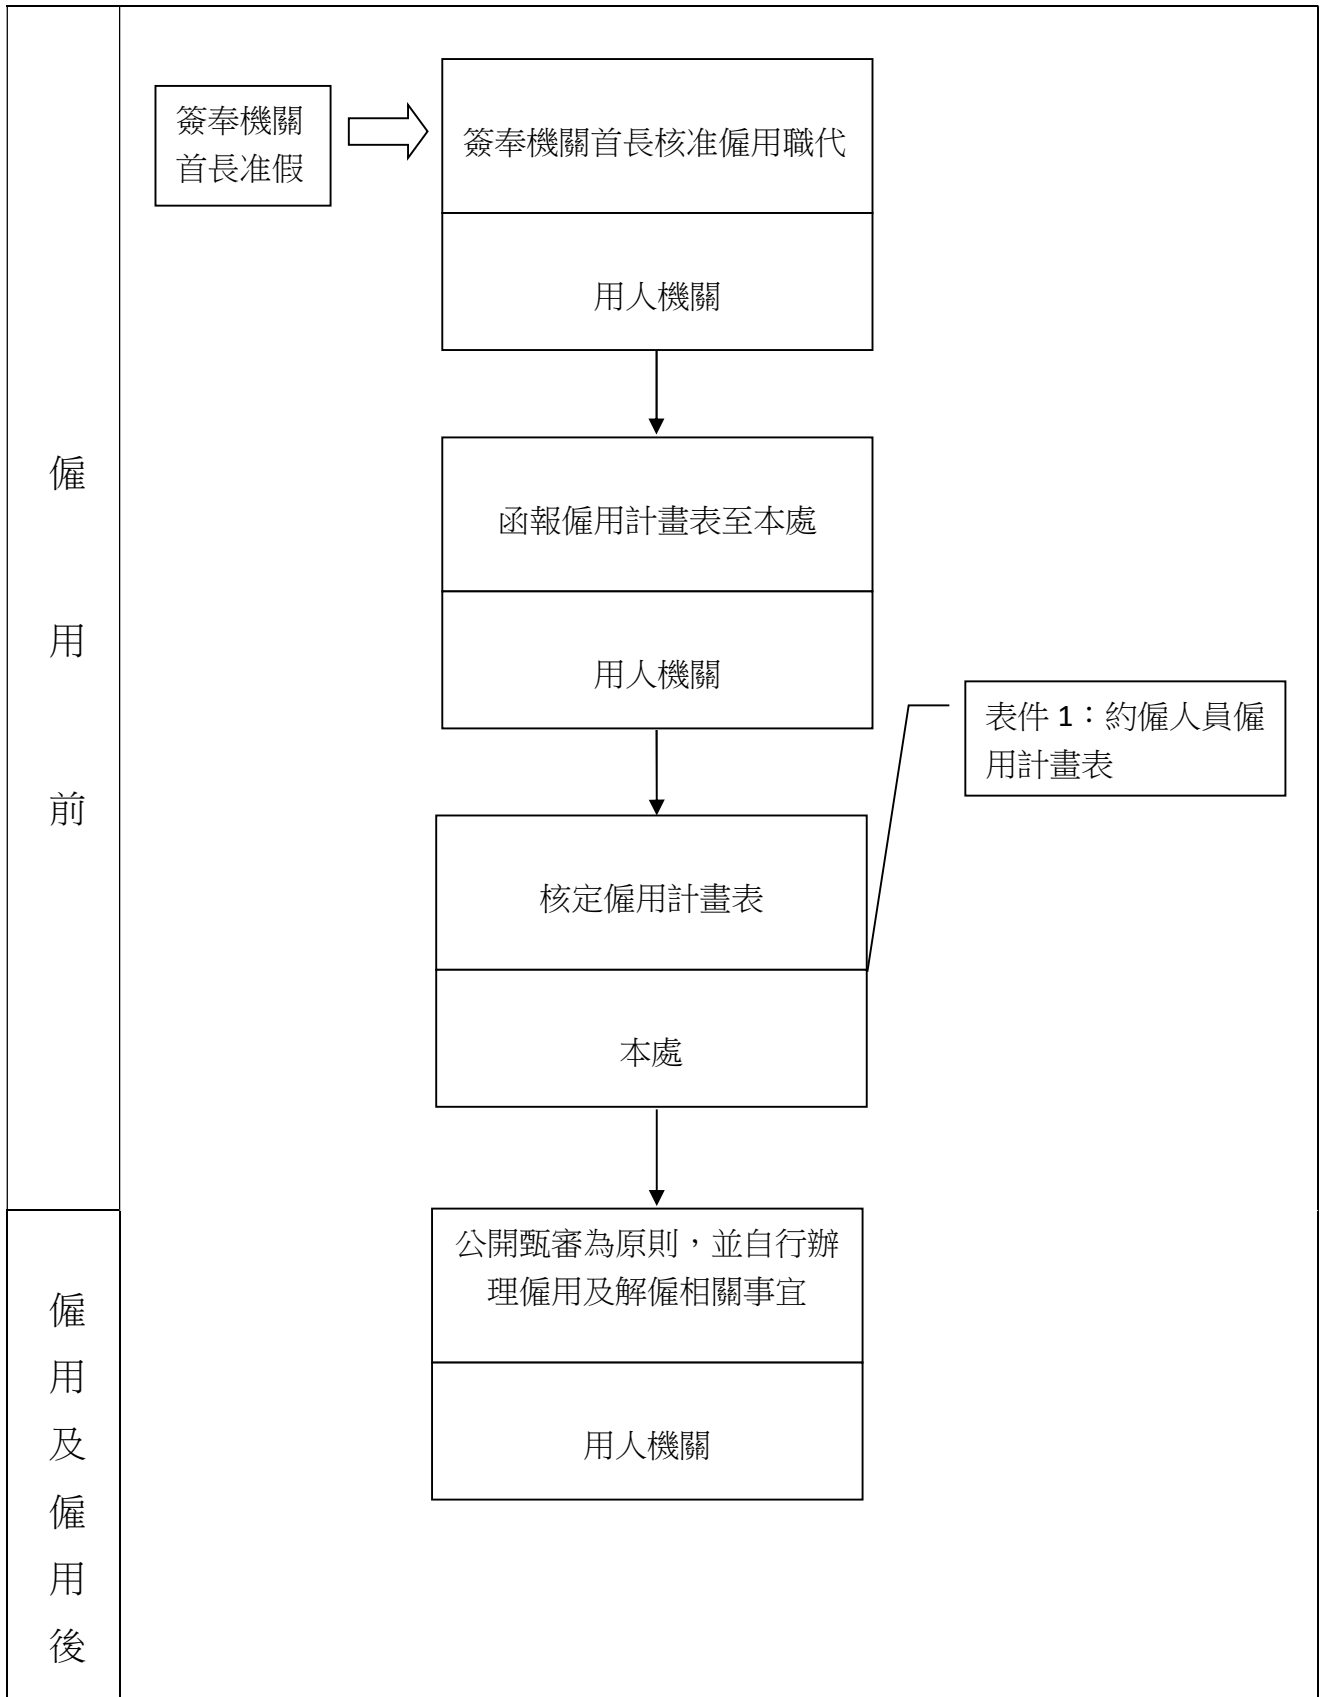 簽奉機關
首長准假
簽奉機關首長核准僱用職代
用人機關
函報僱用計畫表至本處
用人機關
表件 1：約僱人員僱
用計畫表
核定僱用計畫表
本處
僱
用
前
公開甄審為原則，並自行辦
理僱用及解僱相關事宜
用人機關
僱
用
及
僱
用
後